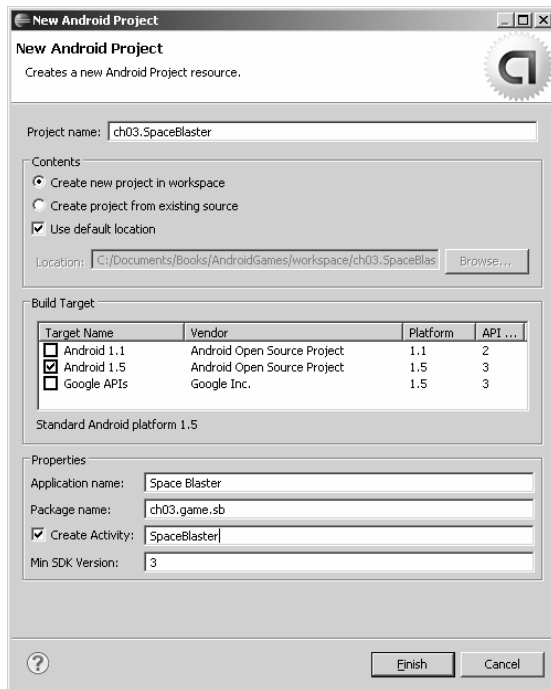 New Android Project
New Android Project
Creates a new Android Project resource.
Project name: ch03.SpaceBlaster
Contents
Create new project in workspace
Create project from existing source
Use default location
Location: C:/Documents/Books/AndroidGames/workspace/ch03.SpaceBlas Browse...
Build Target
Target Name Vendor Platform API ...
Android 1.1 Android Open Source Project 1.1 2
Android 1.5 Android Open Source Project 1.5 3
Google APIs Google Inc. 1.5 3
Standard Android platform 1.5
Properties
Application name: Space Blaster
Package name: ch03.game.sb
Create Activity: SpaceBlaster
Min SDK Version: 3
? Finish Cancel